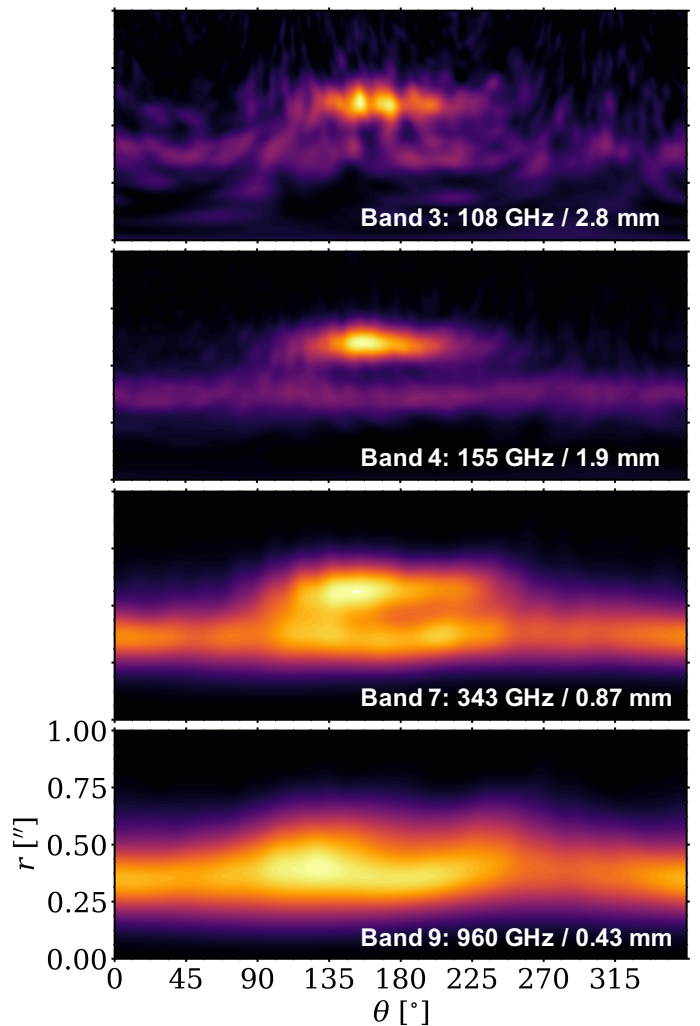 Band 3: 108 GHz / 2.8 mm
Band 4: 155 GHz / 1.9 mm
Band 7: 343 GHz / 0.87 mm
1.00
0.75
0.50
r [″]
0.25
Band 9: 960 GHz / 0.43 mm
0.00
0 45 90 135 180 225 270 315
θ [°]